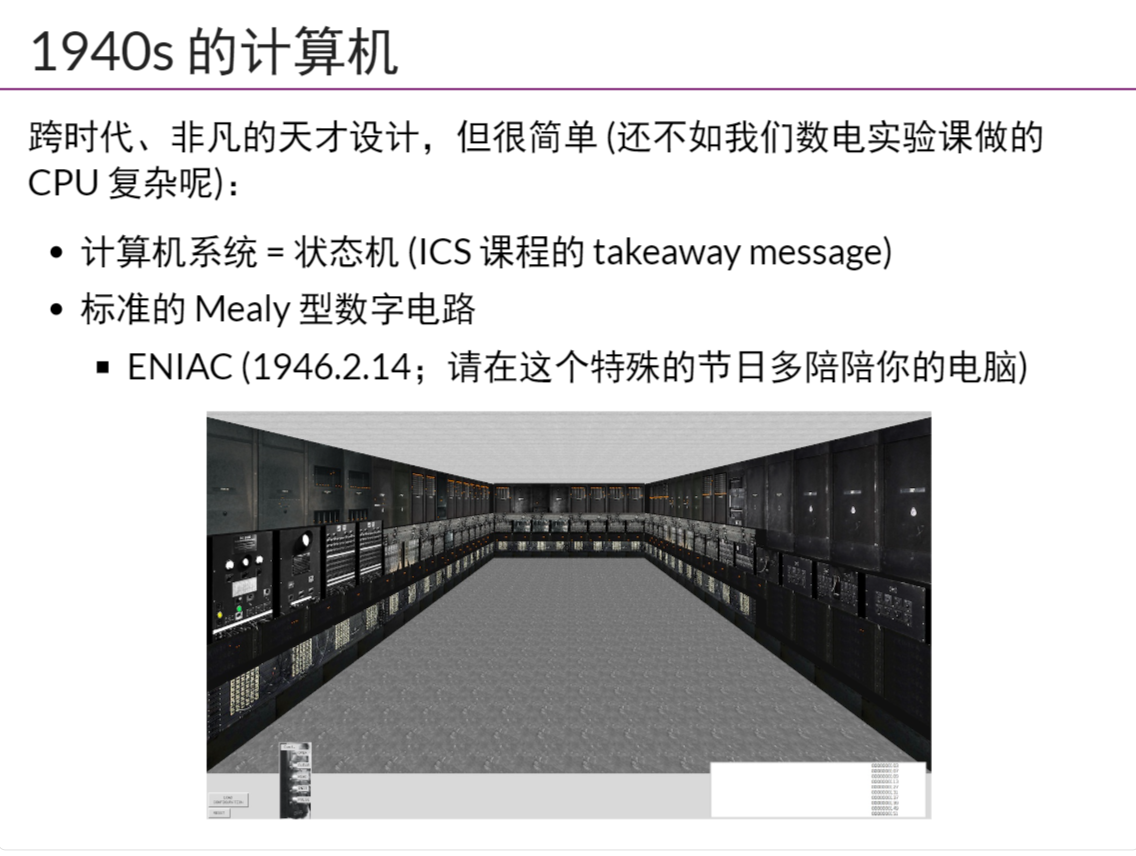 1940s 的计算机
跨时代、非凡的天才设计，但很简单 (还不如我们数电实验课做的
CPU 复杂呢)：
计算机系统 = 状态机 (ICS 课程的 takeaway message)
标准的 Mealy 型数字电路
ENIAC (1946.2.14；请在这个特殊的节日多陪陪你的电脑)